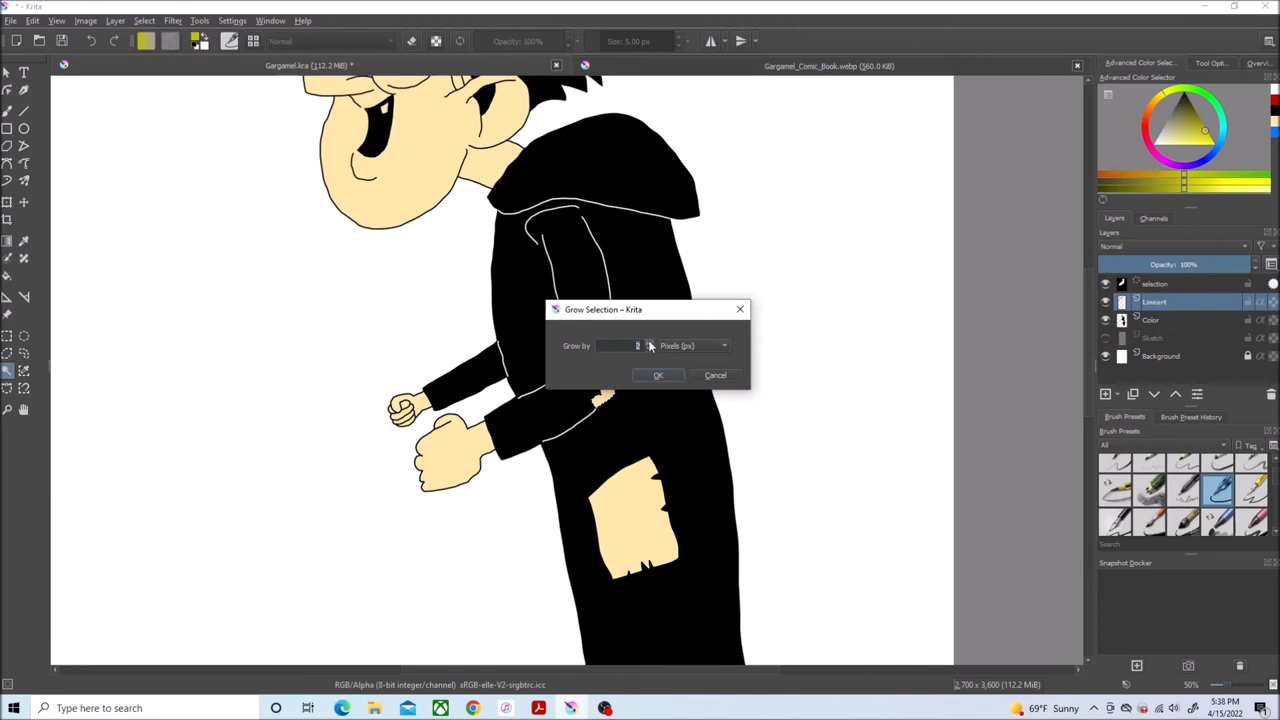 * - Krita
File Edit View Image Layer Select Filter Tools Settings Window Help
Normal
Opacity: 100%
Size: 5.00 px
Gargamel.kra (112.2 MiB) *
Gargamel_Comic_Book.webp (560.0 KiB)
Advanced Color Selec...
Tool Opti...
Overvi...
Advanced Color Selector
Layers Channels
Layers
Normal
Opacity: 100%
selection
Lineart
Color
Sketch
Background
Grow Selection – Krita
Grow by 2 Pixels (px)
OK Cancel
Brush Presets Brush Preset History
Brush Presets
All
Tag
Search
Snapshot Docker
RGB/Alpha (8-bit integer/channel) sRGB-elle-V2-srgbtrc.icc
2,700 x 3,600 (112.2 MiB)
50%
Type here to search
69°F Sunny
5:38 PM
4/15/2022